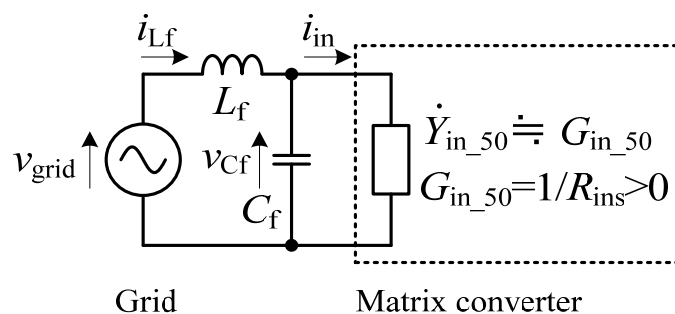 i_Lf
i_in
L_f
Ẏ_in_50 ≒ G_in_50
v_grid
v_Cf
G_in_50=1/R_ins>0
C_f
Grid
Matrix converter